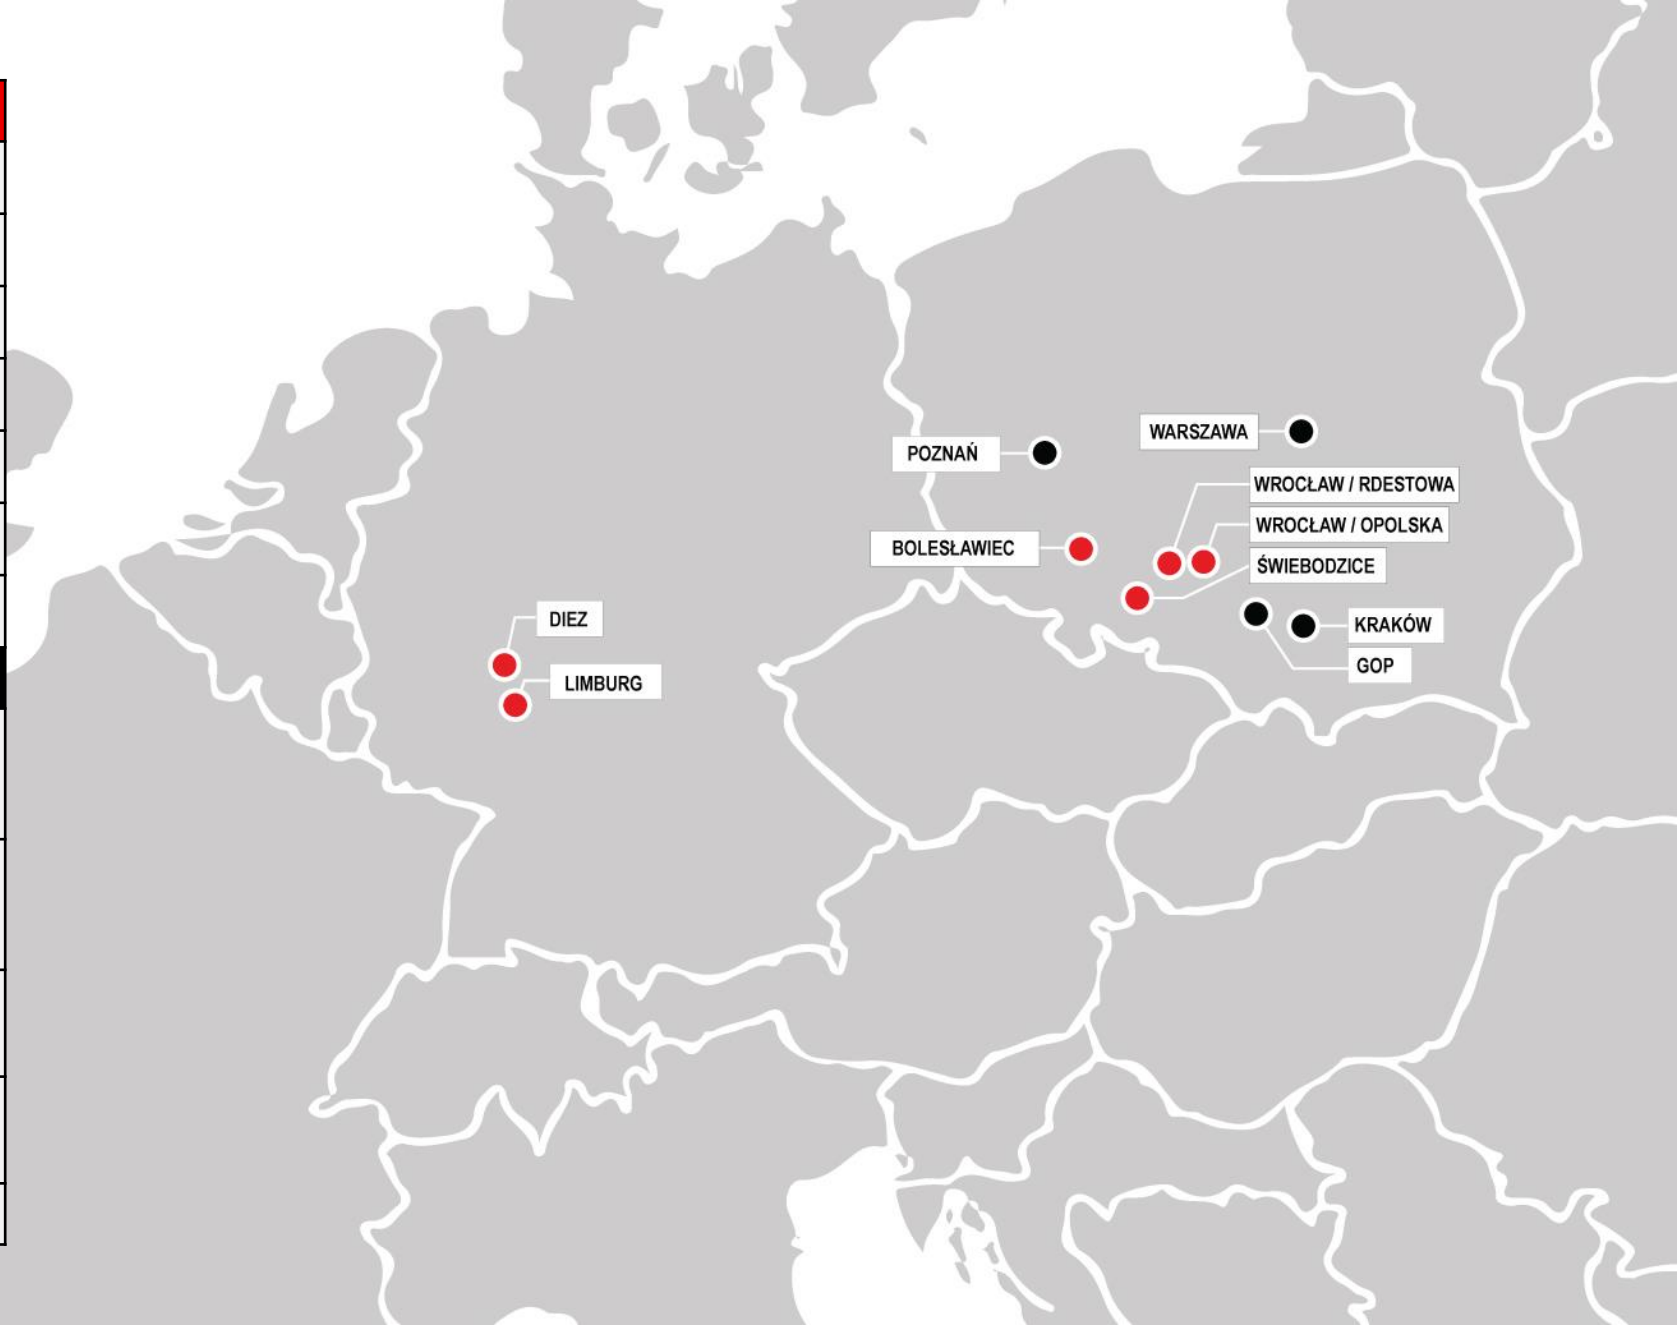 WARSZAWA
POZNAŃ
WROCŁAW / RDESTOWA
WROCŁAW / OPOLSKA
BOLESŁAWIEC
ŚWIEBODZICE
DIEZ
KRAKÓW
GOP
LIMBURG